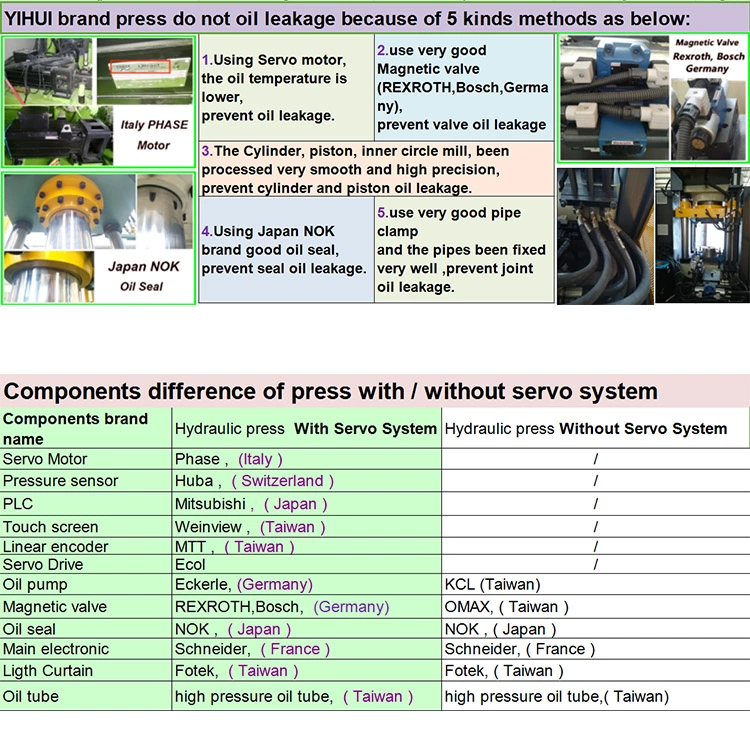 YIHUI brand press do not oil leakage because of 5 kinds methods as below:
Italy PHASE
Motor
1.Using Servo motor,
the oil temperature is
lower,
prevent oil leakage.
2.use very good
Magnetic valve
(REXROTH,Bosch,Germa
ny),
prevent valve oil leakage
Magnetic Valve
Rexroth, Bosch
Germany
3.The Cylinder, piston, inner circle mill, been
processed very smooth and high precision,
prevent cylinder and piston oil leakage.
Japan NOK
Oil Seal
4.Using Japan NOK
brand good oil seal,
prevent seal oil leakage.
5.use very good pipe
clamp
and the pipes been fixed
very well ,prevent joint
oil leakage.
Components difference of press with / without servo system
Components brand
name
Hydraulic press With Servo System
Hydraulic press Without Servo System
Servo Motor Phase , (Italy ) /
Pressure sensor Huba , ( Switzerland ) /
PLC Mitsubishi , ( Japan ) /
Touch screen Weinview , (Taiwan ) /
Linear encoder MTT , ( Taiwan ) /
Servo Drive Ecol /
Oil pump Eckerle, (Germany) KCL (Taiwan)
Magnetic valve REXROTH,Bosch, (Germany) OMAX, ( Taiwan )
Oil seal NOK , ( Japan ) NOK , ( Japan )
Main electronic Schneider, ( France ) Schneider, ( France )
Ligth Curtain Fotek, ( Taiwan ) Fotek, ( Taiwan )
Oil tube high pressure oil tube, ( Taiwan ) high pressure oil tube,( Taiwan)